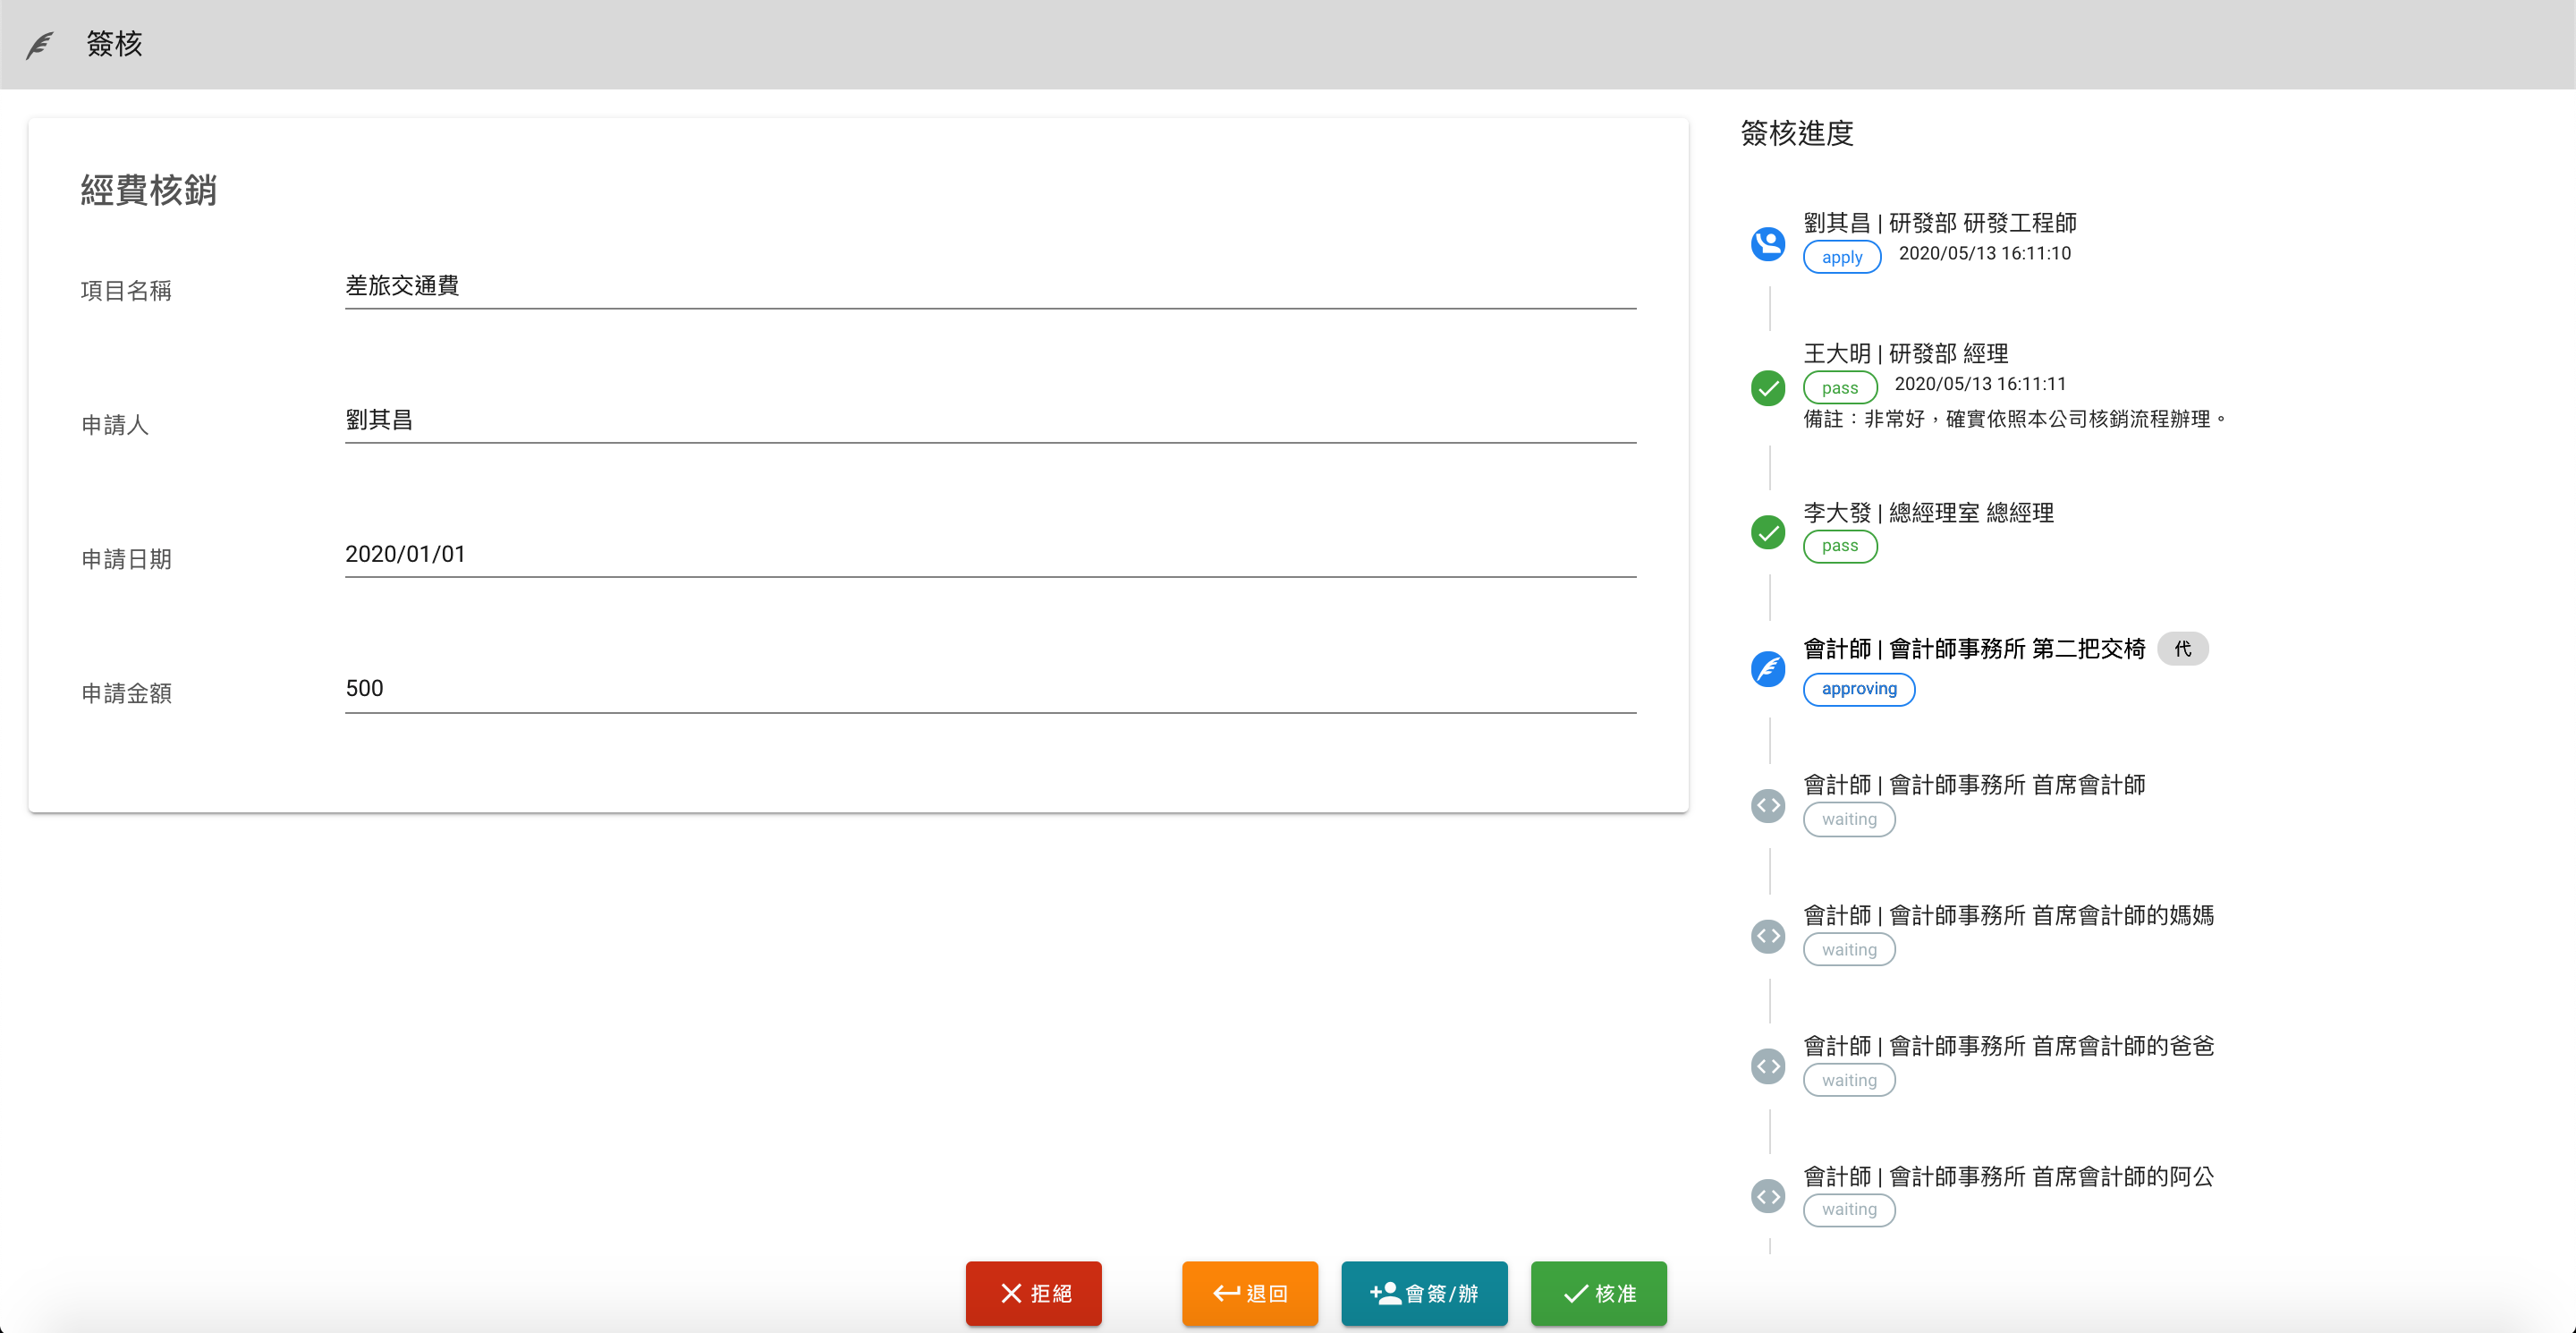 簽核
經費核銷
項目名稱
差旅交通費
申請人
劉其昌
申請日期
2020/01/01
申請金額
500
簽核進度
劉其昌 | 研發部 研發工程師
apply 2020/05/13 16:11:10
王大明 | 研發部 經理
pass 2020/05/13 16:11:11
備註：非常好，確實依照本公司核銷流程辦理。
李大發 | 總經理室 總經理
pass
會計師 | 會計師事務所 第二把交椅 代
approving
會計師 | 會計師事務所 首席會計師
waiting
會計師 | 會計師事務所 首席會計師的媽媽
waiting
會計師 | 會計師事務所 首席會計師的爸爸
waiting
會計師 | 會計師事務所 首席會計師的阿公
waiting
拒絕
退回
會簽/辦
核准